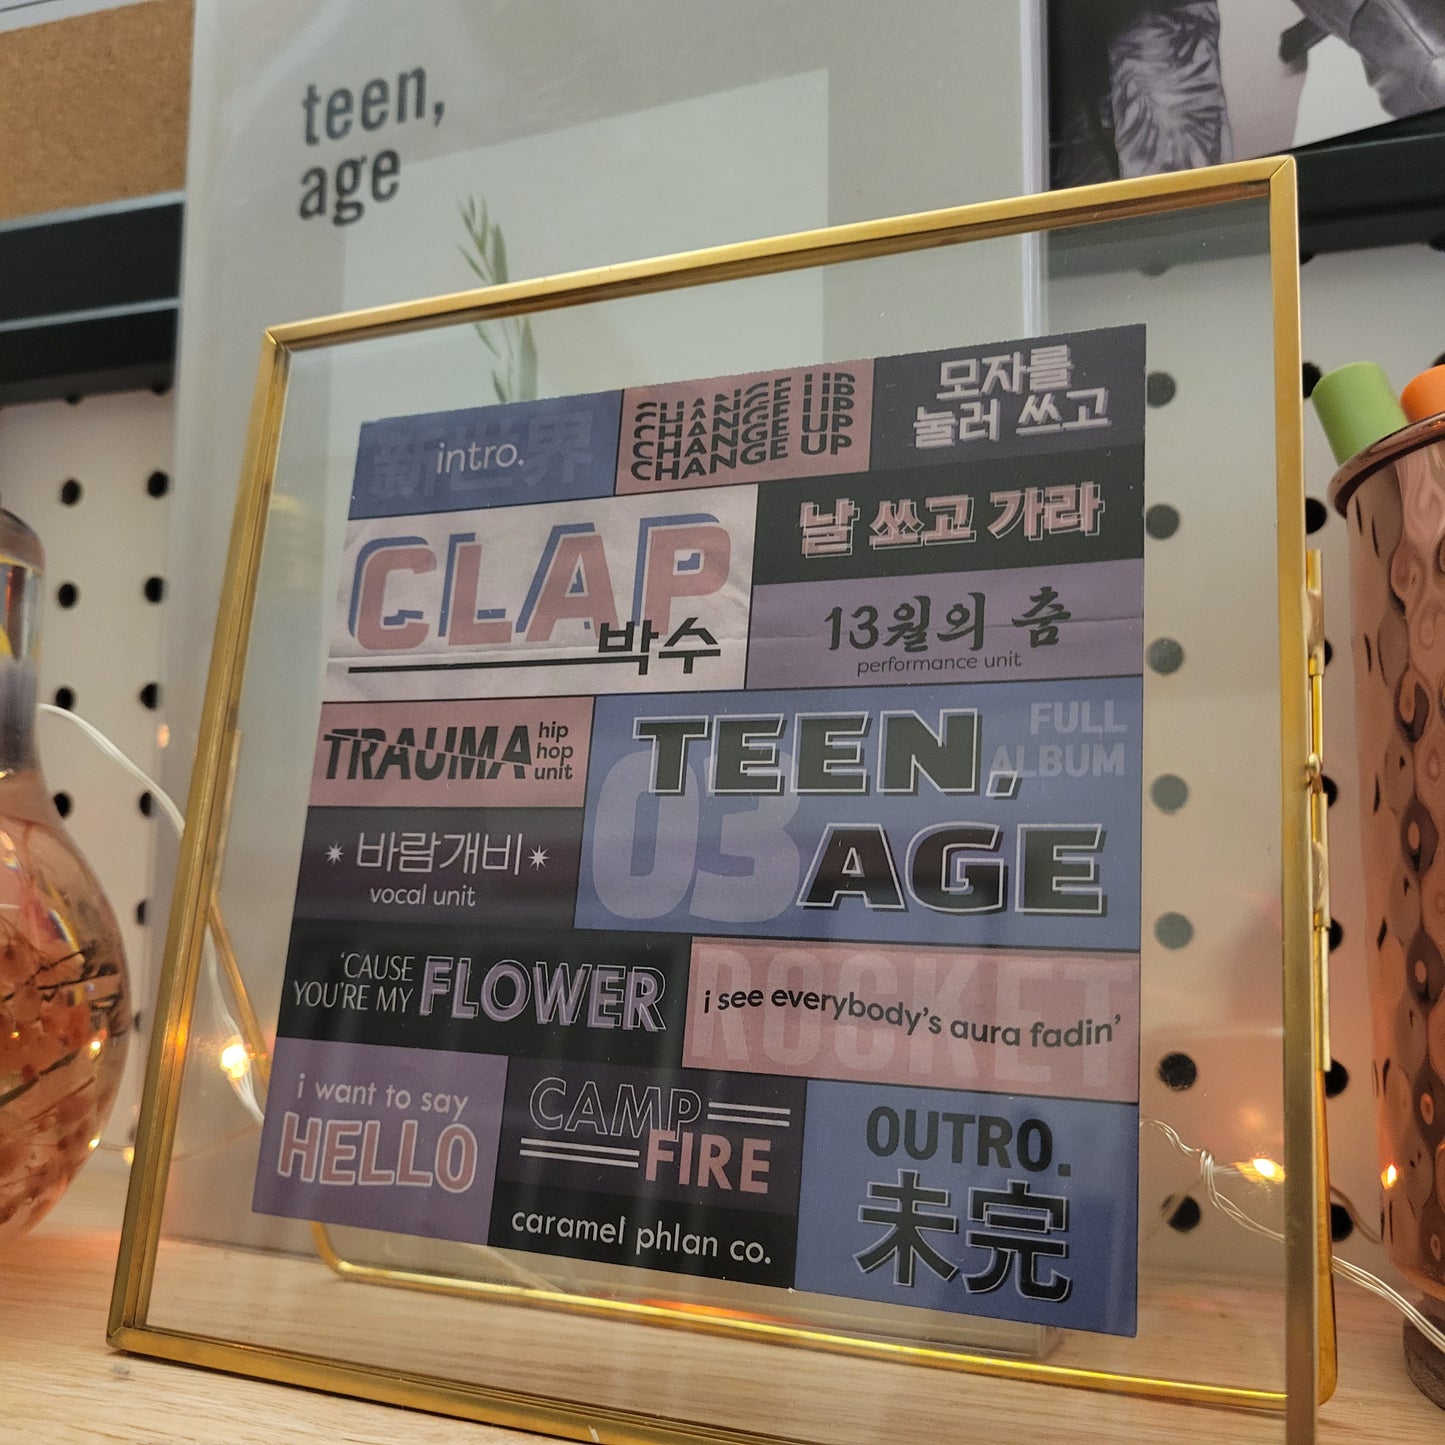 teen,
age
新世界
intro.
CHANGE UP
CHANGE UP
CHANGE UP
CHANGE UP
CHANGE UP
모자를
눌러 쓰고
CLAP
박수
날 쏘고 가라
13월의 춤
performance unit
TRAUMA
hip
hop
unit
03
TEEN,
AGE
FULL
ALBUM
바람개비
vocal unit
'CAUSE
YOU'RE MY
FLOWER
ROCKET
i see everybody's aura fadin'
i want to say
HELLO
CAMP
FIRE
caramel phlan co.
OUTRO.
未完